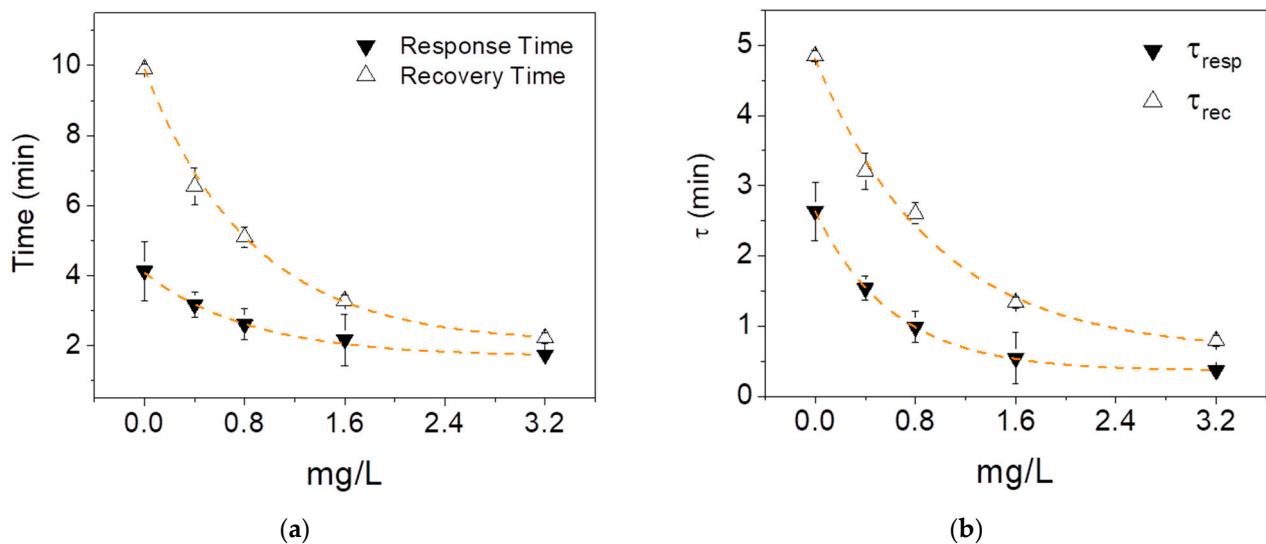 Response Time
Recovery Time
Time (min)
10
8
6
4
2
0.0 0.8 1.6 2.4 3.2
mg/L
(a)
τresp
τrec
τ (min)
5
4
3
2
1
0
0.0 0.8 1.6 2.4 3.2
mg/L
(b)